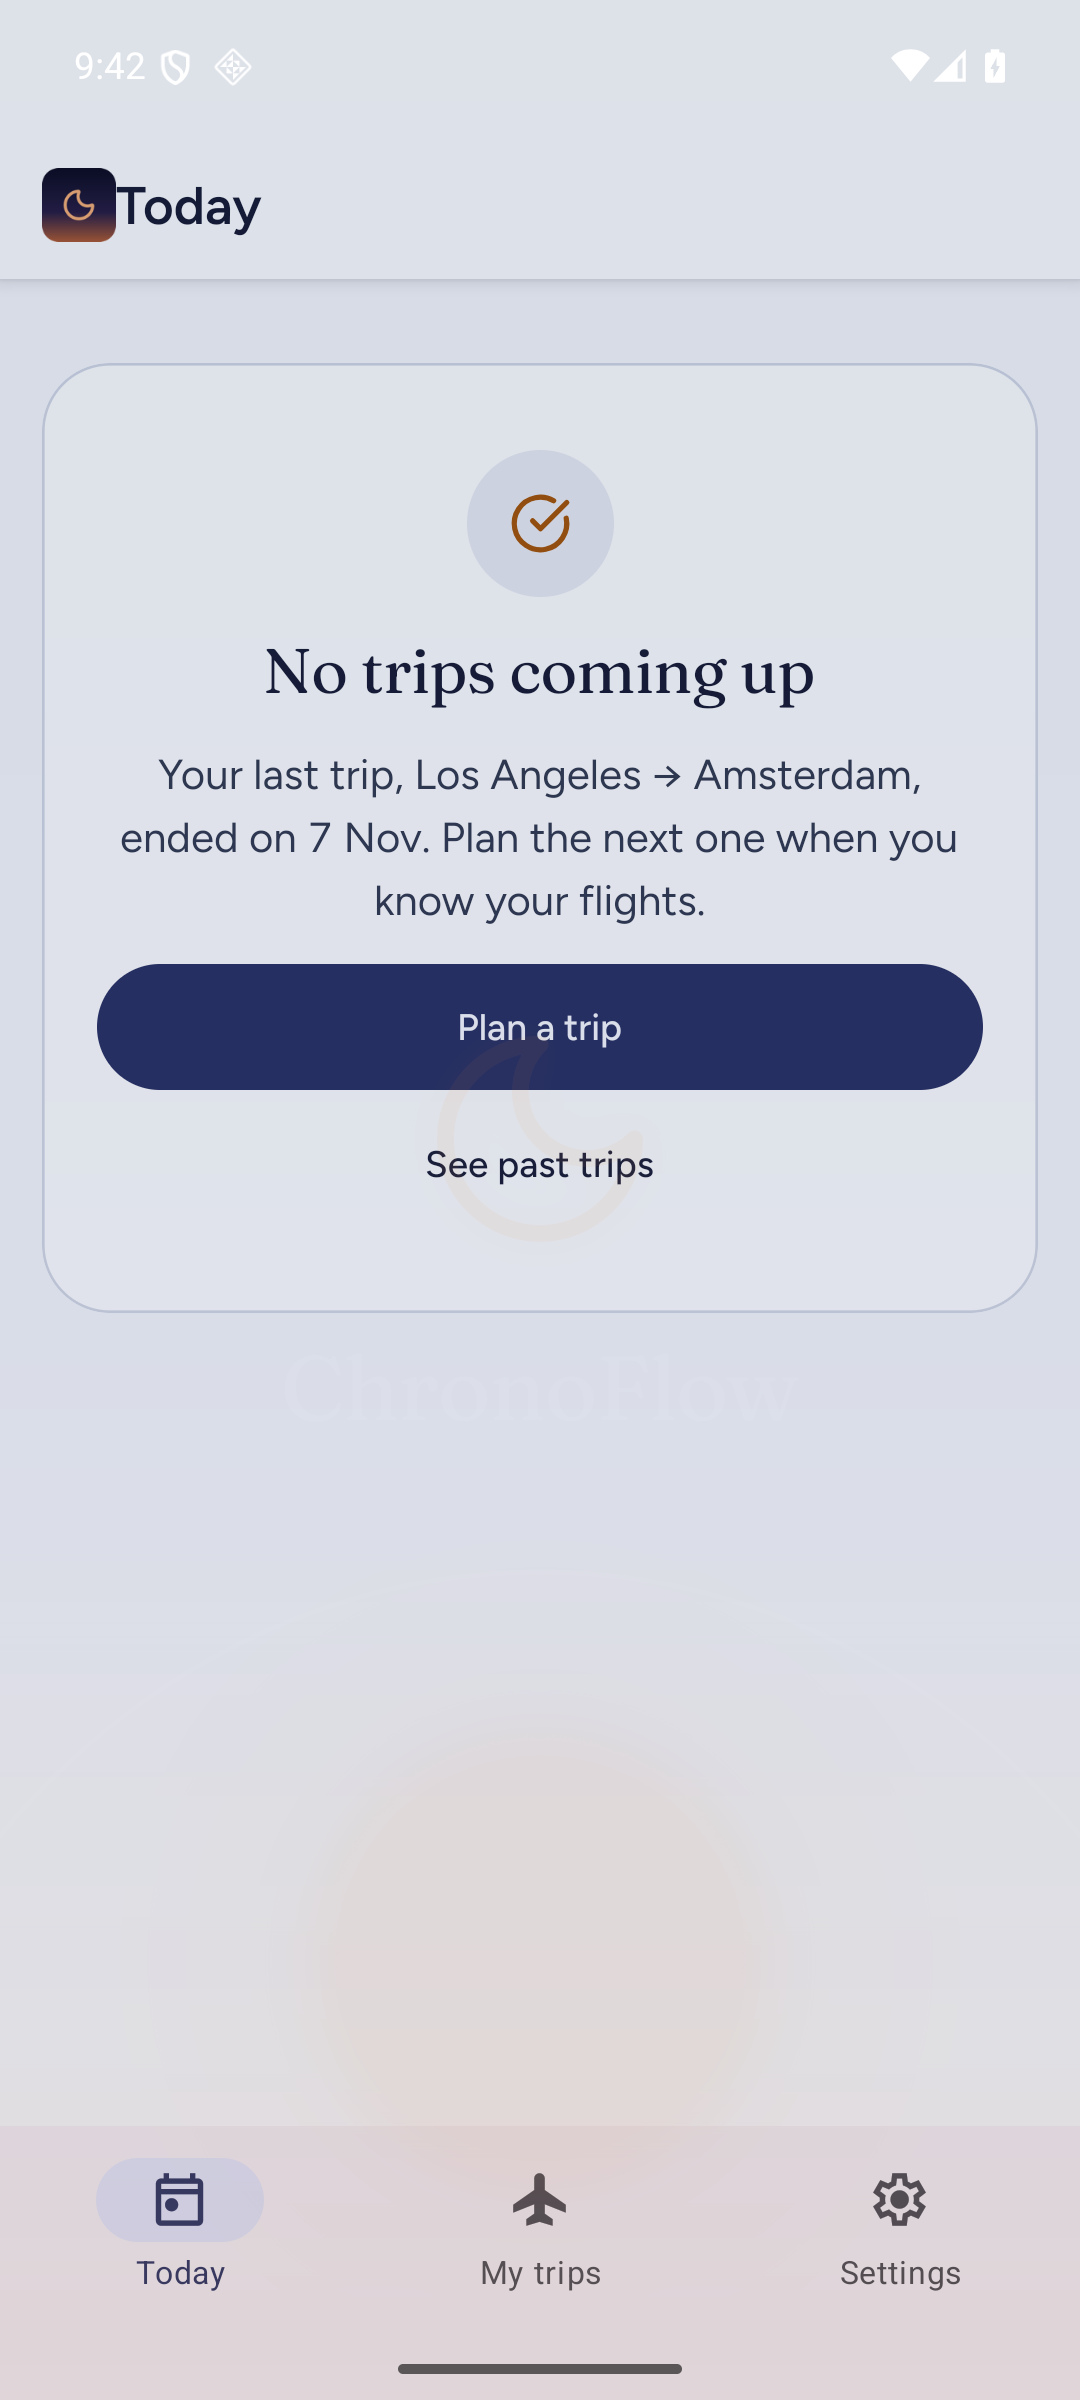 9:42
Today
No trips coming up
Your last trip, Los Angeles → Amsterdam,
ended on 7 Nov. Plan the next one when you
know your flights.
Plan a trip
See past trips
ChronoFlow
Today
My trips
Settings